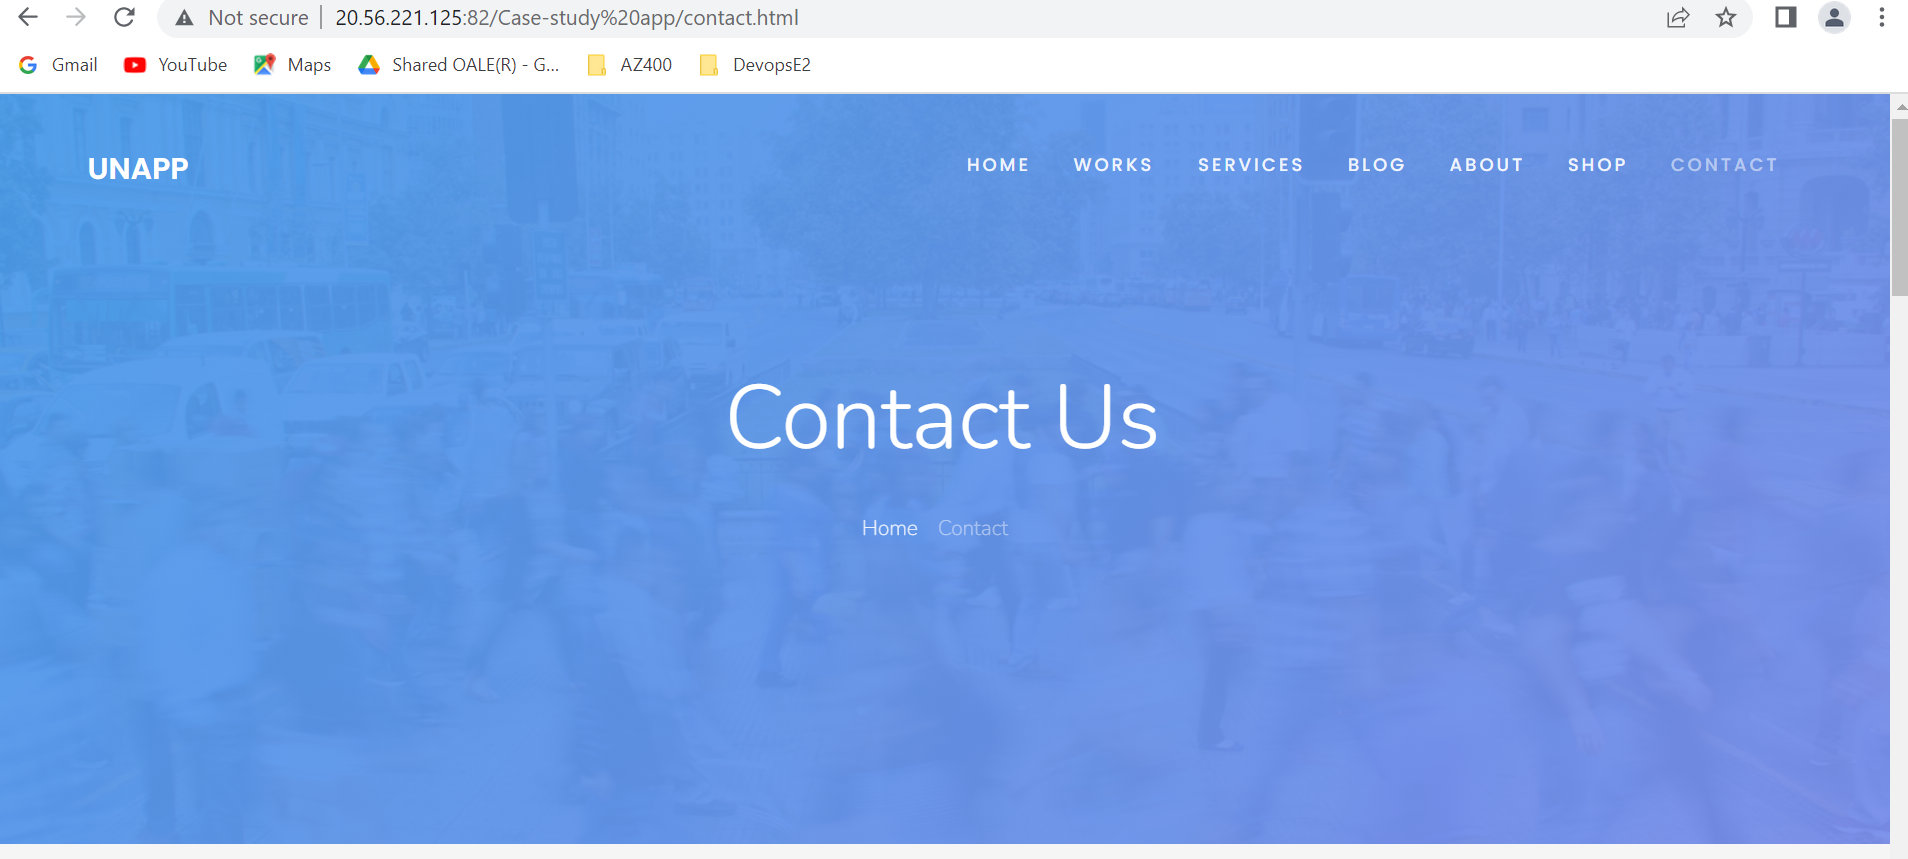 Not secure | 20.56.221.125:82/Case-study%20app/contact.html
Gmail YouTube Maps Shared OALE(R) - G... AZ400 DevopsE2
UNAPP HOME WORKS SERVICES BLOG ABOUT SHOP CONTACT
Contact Us
Home Contact